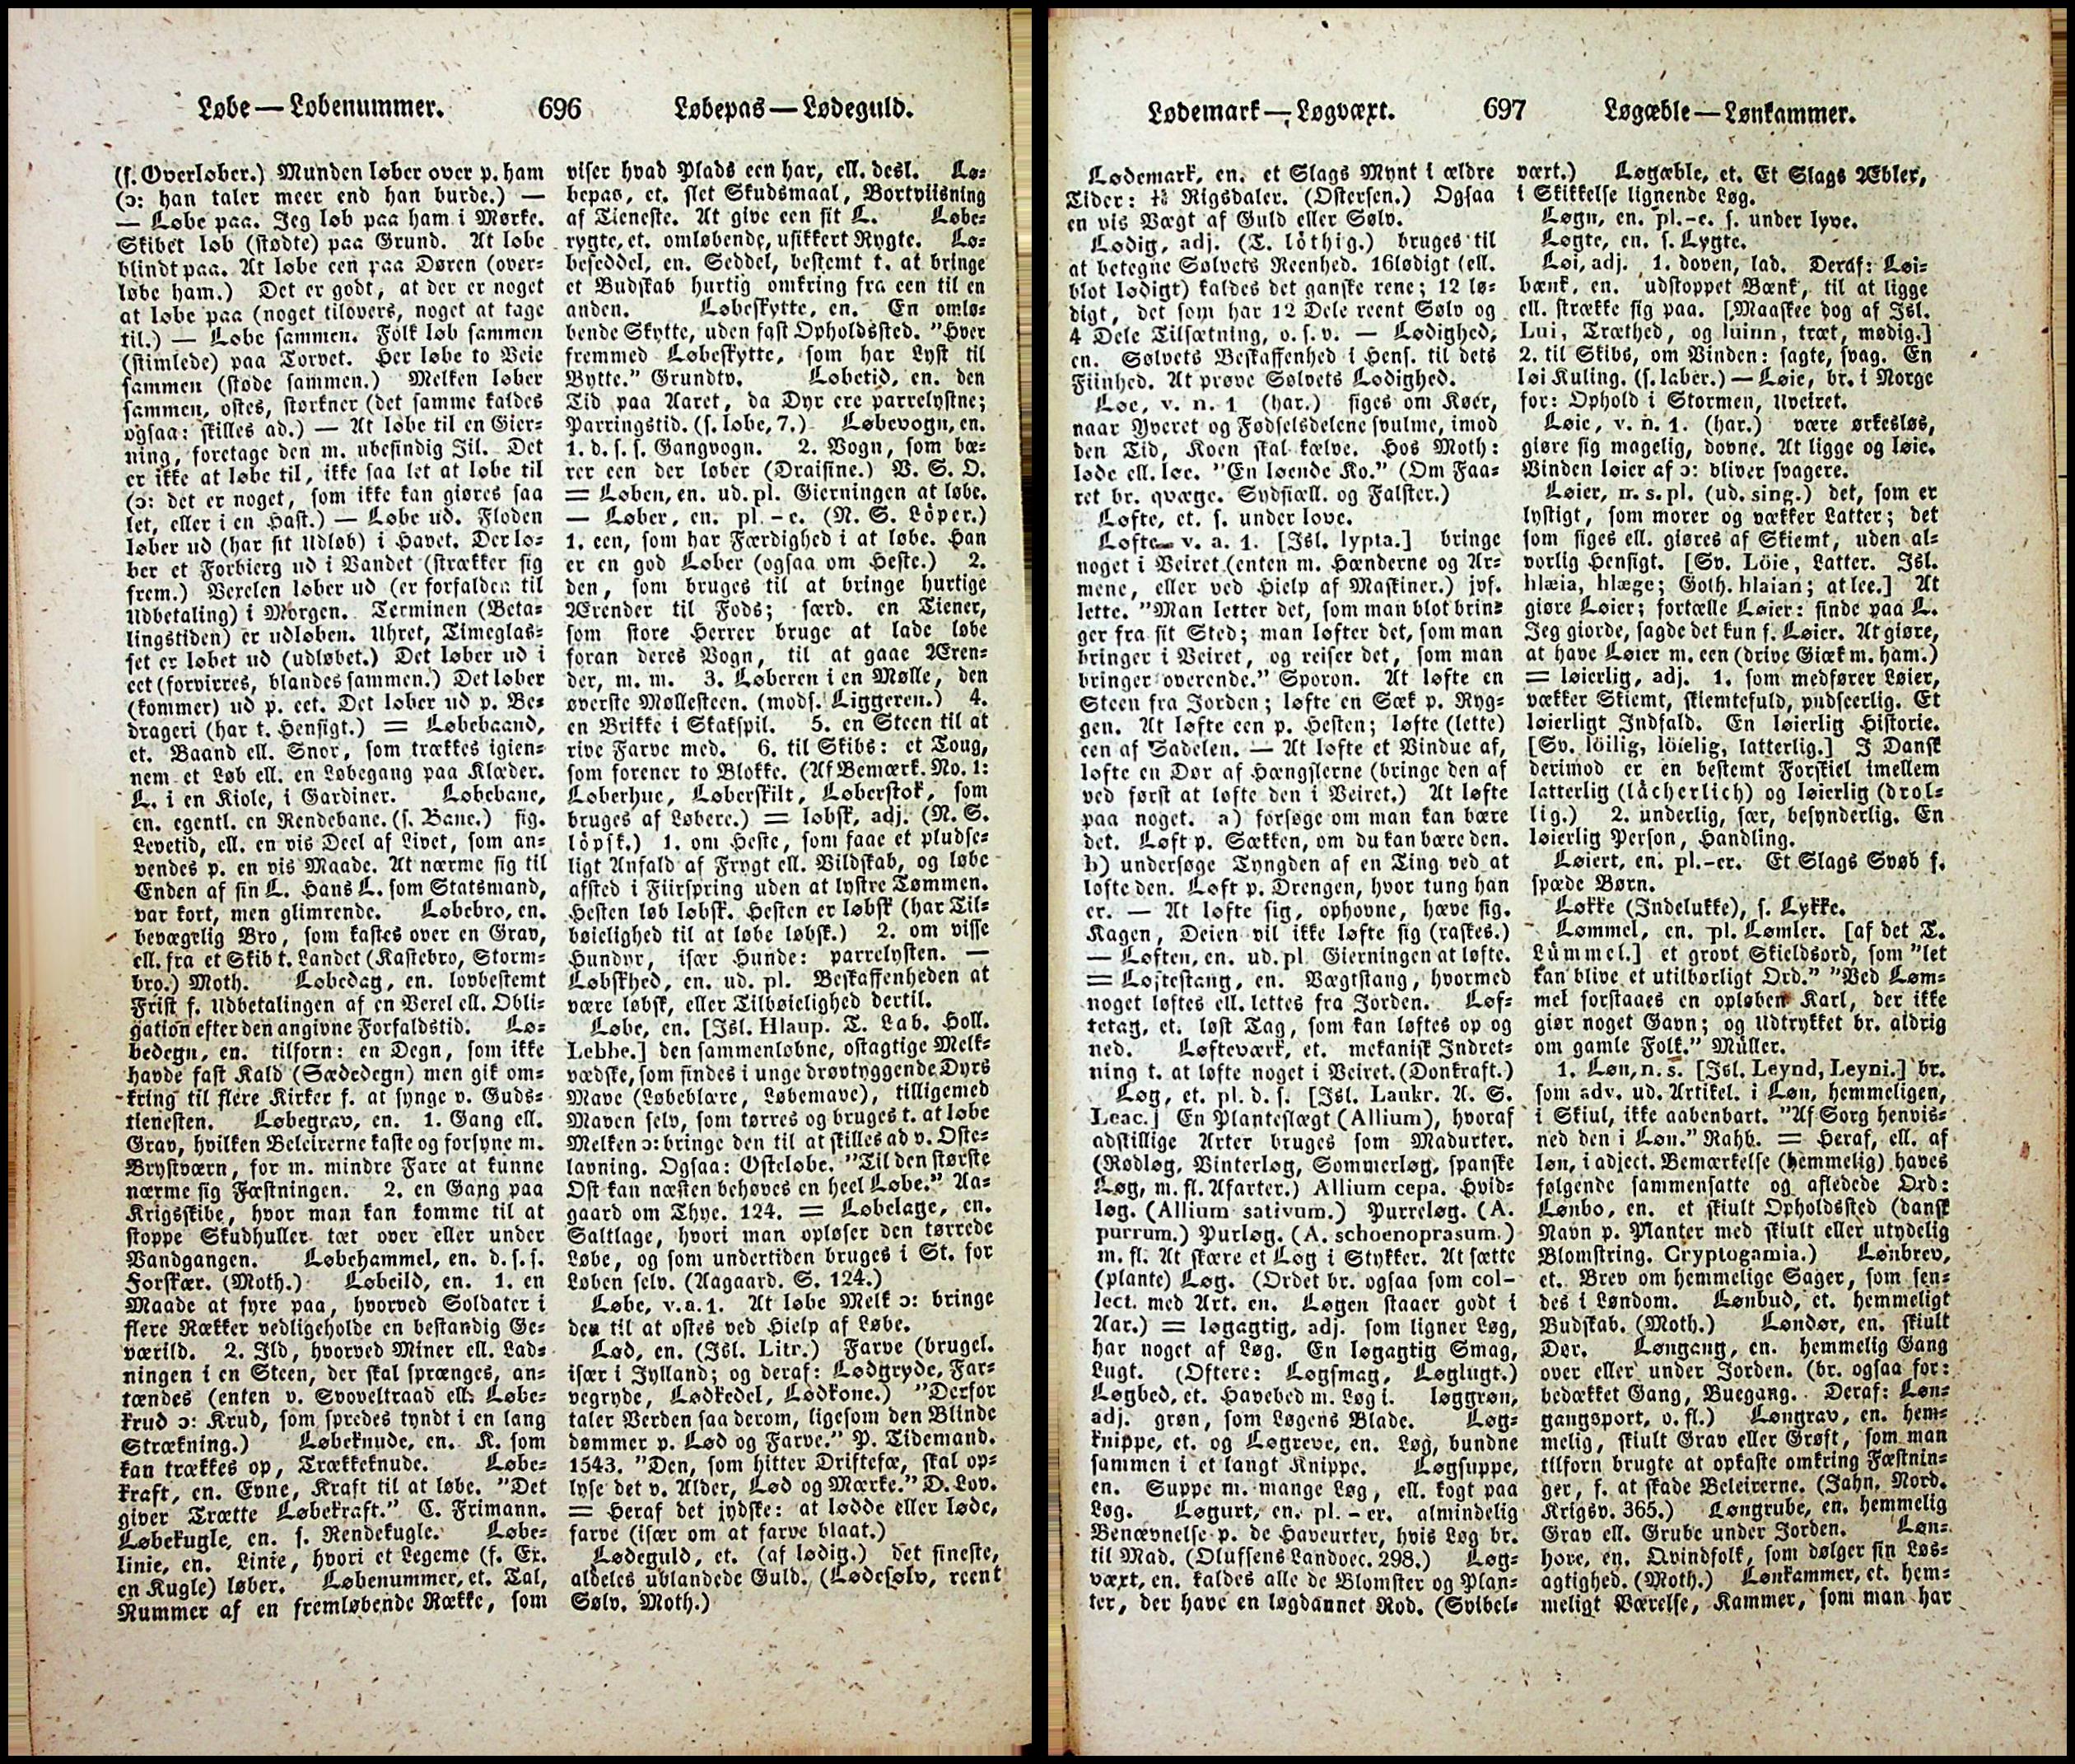 Løbe — Løbenummer.
696
Løbepas — Lødeguld.
(s. Overløber.) Munden løber over p. ham
(ɔ: han taler meer end han burde.) —
— Løbe paa. Jeg løb paa ham i Mørke.
Skibet løb (stødte) paa Grund. At løbe
blindt paa. At løbe een paa Døren (over-
løbe ham.) Det er godt, at der er noget
at løbe paa (noget tilovers, noget at tage
til.) — Løbe sammen. Folk løb sammen
(stimlede) paa Torvet. Her løbe to Veie
sammen (støde sammen.) Melken løber
sammen, ostes, størkner (det samme kaldes
ogsaa: skilles ad.) — At løbe til en Gier-
ning, foretage den m. ubesindig Iil. Det
er ikke at løbe til, ikke saa let at løbe til
(ɔ: det er noget, som ikke kan giøres saa
let, eller i en Hast.) — Løbe ud. Floden
løber ud (har sit Udløb) i Havet. Der lø-
ber et Forbierg ud i Vandet (strækker sig
frem.) Vexelen løber ud (er forfalden til
Udbetaling) i Morgen. Terminen (Beta-
lingstiden) er udløben. Uhret, Timeglas-
set er løbet ud (udløbet.) Det løber ud i
eet (forvirres, blandes sammen.) Det løber
(kommer) ud p. eet. Det løber ud p. Be-
drageri (har t. Hensigt.) = Løbebaand,
et. Baand ell. Snor, som trækkes igien-
nem et Løb ell. en Løbegang paa Klæder.
L. i en Kiole, i Gardiner. Løbebane,
en. egentl. en Rendebane. (s. Bane.) fig.
Levetid, ell. en vis Deel af Livet, som an-
vendes p. en vis Maade. At nærme sig til
Enden af sin L. Hans L. som Statsmand,
var kort, men glimrende. Løbebro, en.
bevægelig Bro, som kastes over en Grav,
ell. fra et Skib t. Landet (Kastebro, Storm-
bro.) Moth. Løbedag, en. lovbestemt
Frist f. Udbetalingen af en Vexel ell. Obli-
gation efter den angivne Forfaldstid. Lø-
bedegn, en. tilforn: en Degn, som ikke
havde fast Kald (Sædedegn) men gik om-
kring til flere Kirker f. at synge v. Guds-
tienesten. Løbegrav, en. 1. Gang ell.
Grav, hvilken Beleirerne kaste og forsyne m.
Brystværn, for m. mindre Fare at kunne
nærme sig Fæstningen. 2. en Gang paa
Krigsskibe, hvor man kan komme til at
stoppe Skudhuller tæt over eller under
Vandgangen. Løbehammel, en. d. s. s.
Forskær. (Moth.) Løbeild, en. 1. en
Maade at fyre paa, hvorved Soldater i
flere Rækker vedligeholde en bestandig Ge-
værild. 2. Ild, hvorved Miner ell. Lad-
ningen i en Steen, der skal sprænges, an-
tændes (enten v. Svoveltraad ell. Løbe-
krud ɔ: Krud, som spredes tyndt i en lang
Strækning.) Løbeknude, en. K. som
kan trækkes op, Trækkeknude. Løbe-
kraft, en. Evne, Kraft til at løbe. "Det
giver Trætte Løbekraft." C. Frimann.
Løbekugle, en. s. Rendekugle. Løbe-
linie, en. Linie, hvori et Legeme (f. Ex.
en Kugle) løber. Løbenummer, et. Tal,
Nummer af en fremløbende Række, som
viser hvad Plads een har, ell. desl. Lø-
bepas, et. slet Skudsmaal, Bortviisning
af Tieneste. At give een sit L. Løbe-
rygte, et. omløbende, usikkert Rygte. Lø-
beseddel, en. Seddel, bestemt t. at bringe
et Budskab hurtig omkring fra een til en
anden. Løbeskytte, en. En omlø-
bende Skytte, uden fast Opholdssted. "Hver
fremmed Løbeskytte, som har Lyst til
Bytte." Grundtv. Løbetid, en. den
Tid paa Aaret, da Dyr ere parrelystne;
Parringstid. (s. løbe, 7.) Løbevogn, en.
1. d. s. s. Gangvogn. 2. Vogn, som bæ-
rer een der løber (Draisine.) V. S. O.
= Løben, en. ud. pl. Gierningen at løbe.
— Løber, en. pl. -e. (N. S. Löper.)
1. een, som har Færdighed i at løbe. Han
er en god Løber (ogsaa om Heste.) 2.
den, som bruges til at bringe hurtige
Ærender til Fods; færd. en Tiener,
som store Herrer bruge at lade løbe
foran deres Vogn, til at gaae Æren-
der, m. m. 3. Løberen i en Mølle, den
øverste Møllesteen. (mods. Liggeren.) 4.
en Brikke i Skakspil. 5. en Steen til at
rive Farve med. 6. til Skibs: et Toug,
som forener to Blokke. (Af Bemærk. No. 1:
Løberhue, Løberskilt, Løberstok, som
bruges af Løbere.) = løbsk, adj. (N. S.
löpsk.) 1. om Heste, som faae et pludse-
ligt Anfald af Frygt ell. Vildskab, og løbe
afsted i Fiirspring uden at lystre Tømmen.
Hesten løb løbsk. Hesten er løbsk (har Til-
bøielighed til at løbe løbsk.) 2. om visse
Hundyr, især Hunde: parrelysten. —
Løbskhed, en. ud. pl. Beskaffenheden at
være løbsk, eller Tilbøielighed dertil.
Løbe, en. [Isl. Hlaup. T. Lab. Holl.
Lebbe.] den sammenløbne, ostagtige Melk-
vædske, som findes i unge drøvtyggende Dyrs
Mave (Løbeblære, Løbemave), tilligemed
Maven selv, som tørres og bruges t. at løbe
Melken ɔ: bringe den til at skilles ad v. Oste-
lavning. Ogsaa: Osteløbe. "Til den største
Ost kan næsten behøves en heel Løbe." Aa-
gaard om Thye. 124. = Løbelage, en.
Saltlage, hvori man opløser den tørrede
Løbe, og som undertiden bruges i St. for
Løben selv. (Aagaard. S. 124.)
Løbe, v. a. 1. At løbe Melk ɔ: bringe
den til at ostes ved Hielp af Løbe.
Lød, en. (Isl. Litr.) Farve (brugel.
især i Jylland; og deraf: Lødgryde, Far-
vegryde, Lødkedel, Lødkone.) "Derfor
taler Verden saa derom, ligesom den Blinde
dømmer p. Lød og Farve." P. Tidemand.
1543. "Den, som hitter Driftefæ, skal op-
lyse det v. Alder, Lød og Mærke." D. Lov.
= Heraf det jydske: at lødde eller løde,
farve (især om at farve blaat.)
Lødeguld, et. (af lødig.) det fineste,
aldeles ublandede Guld. (Lødesølv, reent
Sølv. Moth.)
Lødemark — Løgvæxt.
697
Løgæble — Lønkammer.
Lødemark, en. et Slags Mynt i ældre
Tider: Rigsdaler. (Ostersen.) Ogsaa
en vis Vægt af Guld eller Sølv.
Lødig, adj. (T. löthig.) bruges til
at betegne Sølvets Reenhed. 16lødigt (ell.
blot lødigt) kaldes det ganske rene; 12 lø-
digt, det som har 12 Dele reent Sølv og
4 Dele Tilsætning, o. s. v. — Lødighed,
en. Sølvets Beskaffenhed i Hens. til dets
Fiinhed. At prøve Sølvets Lødighed.
Løe, v. n. 1 (har.) siges om Køer,
naar Yveret og Fødselsdelene svulme, imod
den Tid, Koen skal kælve. Hos Moth:
løde ell. løe. "En løende Ko." (Om Faa-
ret br. qvæge. Sydsiæll. og Falster.)
Løfte, et. s. under love.
Løfte v. a. 1. [Isl. lypta.] bringe
noget i Veiret (enten m. Hænderne og Ar-
mene, eller ved Hielp af Maskiner.) jvf.
lette. "Man letter det, som man blot brin-
ger fra sit Sted; man løfter det, som man
bringer i Veiret, og reiser det, som man
bringer overende." Sporon. At løfte en
Steen fra Jorden; løfte en Sæk p. Ryg-
gen. At løfte een p. Hesten; løfte (lette)
een af Sadelen. — At løfte et Vindue af,
løfte en Dør af Hængslerne (bringe den af
ved først at løfte den i Veiret.) At løfte
paa noget. a) forsøge om man kan bære
det. Løft p. Sækken, om du kan bære den.
b) undersøge Tyngden af en Ting ved at
løfte den. Løft p. Drengen, hvor tung han
er. — At løfte sig, ophovne, hæve sig.
Kagen, Deien vil ikke løfte sig (raskes.)
— Løften, en. ud. pl. Gierningen at løfte.
= Løftestang, en. Vægtstang, hvormed
noget løftes ell. lettes fra Jorden. Løf-
tetag, et. løst Tag, som kan løftes op og
ned. Løfteværk, et. mekanisk Indret-
ning t. at løfte noget i Veiret. (Donkraft.)
Løg, et. pl. d. s. [Isl. Laukr. A. S.
Leac.] En Planteslægt (Allium), hvoraf
adskillige Arter bruges som Madurter.
(Rødløg, Vinterløg, Sommerløg, spanske
Løg, m. fl. Afarter.) Allium cepa. Hvid-
løg. (Allium sativum.) Purreløg. (A.
purrum.) Purløg. (A. schoenoprasum.)
m. fl. At skære et Løg i Stykker. At sætte
(plante) Løg. (Ordet br. ogsaa som col-
lect. med Art. en. Løgen staaer godt i
Aar.) = løgagtig, adj. som ligner Løg,
har noget af Løg. En løgagtig Smag,
Lugt. (Oftere: Løgsmag, Løglugt.)
Løgbed, et. Havebed m. Løg i. løggrøn,
adj. grøn, som Løgens Blade. Løg-
knippe, et. og Løgreve, en. Løg, bundne
sammen i et langt Knippe. Løgsuppe,
en. Suppe m. mange Løg, ell. kogt paa
Løg. Løgurt, en. pl. -er. almindelig
Benævnelse p. de Haveurter, hvis Løg br.
til Mad. (Olufsens Landoec. 298.) Løg-
væxt, en. kaldes alle de Blomster og Plan-
ter, der have en løgdannet Rod. (Svibel-
væxt.) Løgæble, et. Et Slags Æbler,
i Skikkelse lignende Løg.
Løgn, en. pl. -e. s. under lyve.
Løgte, en. s. Lygte.
Løi, adj. 1. doven, lad. Deraf: Løi-
bænk, en. udstoppet Bænk, til at ligge
ell. strække sig paa. [Maaskee dog af Isl.
Lui, Træthed, og luinn, træt, mødig.]
2. til Skibs, om Vinden: sagte, svag. En
løi Kuling. (s. laber.) — Løie, br. i Norge
for: Ophold i Stormen, Uveiret.
Løie, v. n. 1. (har.) være ørkesløs,
giøre sig magelig, dovne. At ligge og løie.
Vinden løier af ɔ: bliver svagere.
Løier, n. s. pl. (ud. sing.) det, som er
lystigt, som morer og vækker Latter; det
som siges ell. giøres af Skiemt, uden al-
vorlig Hensigt. [Sv. Löie, Latter. Isl.
hlæia, hlæge; Goth. hlaian; at lee.] At
giøre Løier; fortælle Løier: finde paa L.
Jeg giorde, sagde det kun f. Løier. At giøre,
at have Løier m. een (drive Giæk m. ham.)
= løierlig, adj. 1. som medfører Løier,
vækker Skiemt, skiemtefuld, pudseerlig. Et
løierligt Indfald. En løierlig Historie.
[Sv. löilig, löielig, latterlig.] I Dansk
derimod er en bestemt Forskiel imellem
latterlig (lächerlich) og løierlig (drol-
lig.) 2. underlig, sær, besynderlig. En
løierlig Person, Handling.
Løiert, en. pl. -er. Et Slags Svøb f.
spæde Børn.
Løkke (Indelukke), s. Lykke.
Lømmel, en. pl. Lømler. [af det T.
Lümmel.] et grovt Skieldsord, som "let
kan blive et utilbørligt Ord." "Ved Løm-
mel forstaaes en opløben Karl, der ikke
giør noget Gavn; og Udtrykket br. aldrig
om gamle Folk." Müller.
1. Løn, n. s. [Isl. Leynd, Leyni.] br.
som adv. ud. Artikel. i Løn, hemmeligen,
i Skiul, ikke aabenbart. "Af Sorg henvis-
ned den i Løn." Rahb. = Heraf, ell. af
løn, i adject. Bemærkelse (hemmelig) haves
følgende sammensatte og afledede Ord:
Lønbo, en. et skiult Opholdssted (dansk
Navn p. Planter med skiult eller utydelig
Blomstring. Cryptogamia.) Lønbrev,
et. Brev om hemmelige Sager, som sen-
des i Løndom. Lønbud, et. hemmeligt
Budskab. (Moth.) Løndør, en. skiult
Dør. Løngang, en. hemmelig Gang
over eller under Jorden. (br. ogsaa for:
bedækket Gang, Buegang. Deraf: Løn-
gangsport, o. fl.) Løngrav, en. hem-
melig, skiult Grav eller Grøft, som man
tilforn brugte at opkaste omkring Fæstnin-
ger, f. at skade Beleirerne. (Jahn. Nord.
Krigsv. 365.) Løngrube, en. hemmelig
Grav ell. Grube under Jorden. Løn-
hore, en. Qvindfolk, som dølger sin Løs-
agtighed. (Moth.) Lønkammer, et. hem-
meligt Værelse, Kammer, som man har